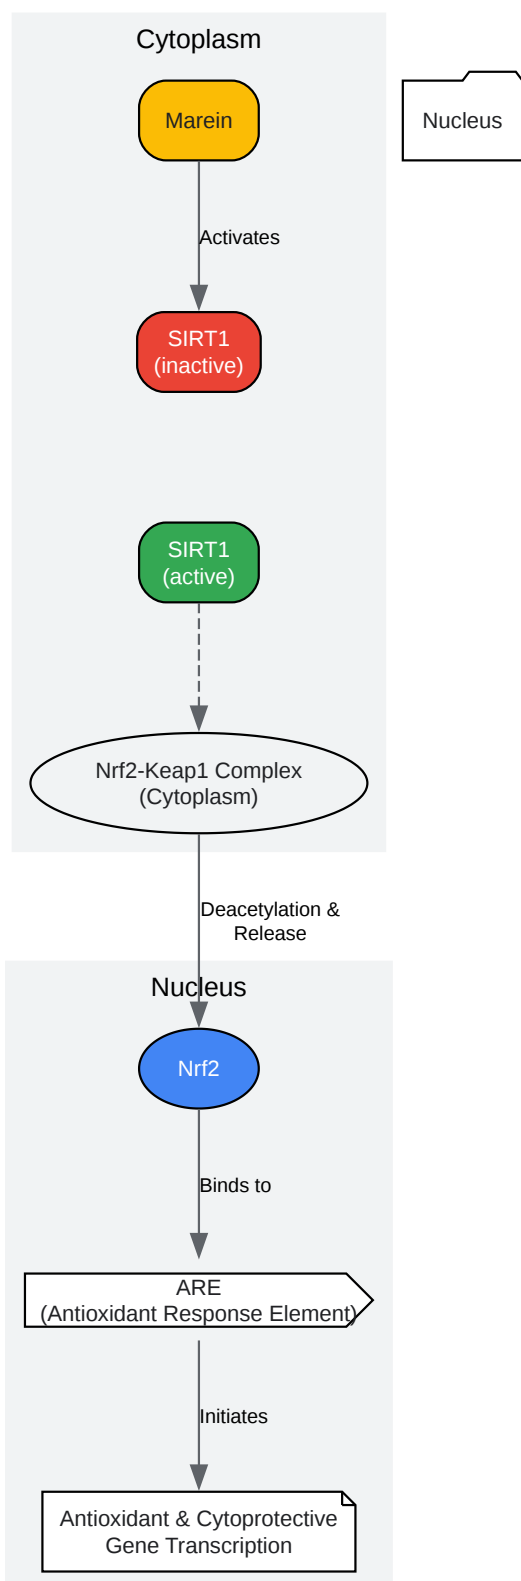 Cytoplasm
Marein
Nucleus
Activates
SIRT1
(inactive)
SIRT1
(active)
Nrf2-Keap1 Complex
(Cytoplasm)
Deacetylation &
Release
Nucleus
Nrf2
Binds to
ARE
(Antioxidant Response Element)
Initiates
Antioxidant & Cytoprotective
Gene Transcription